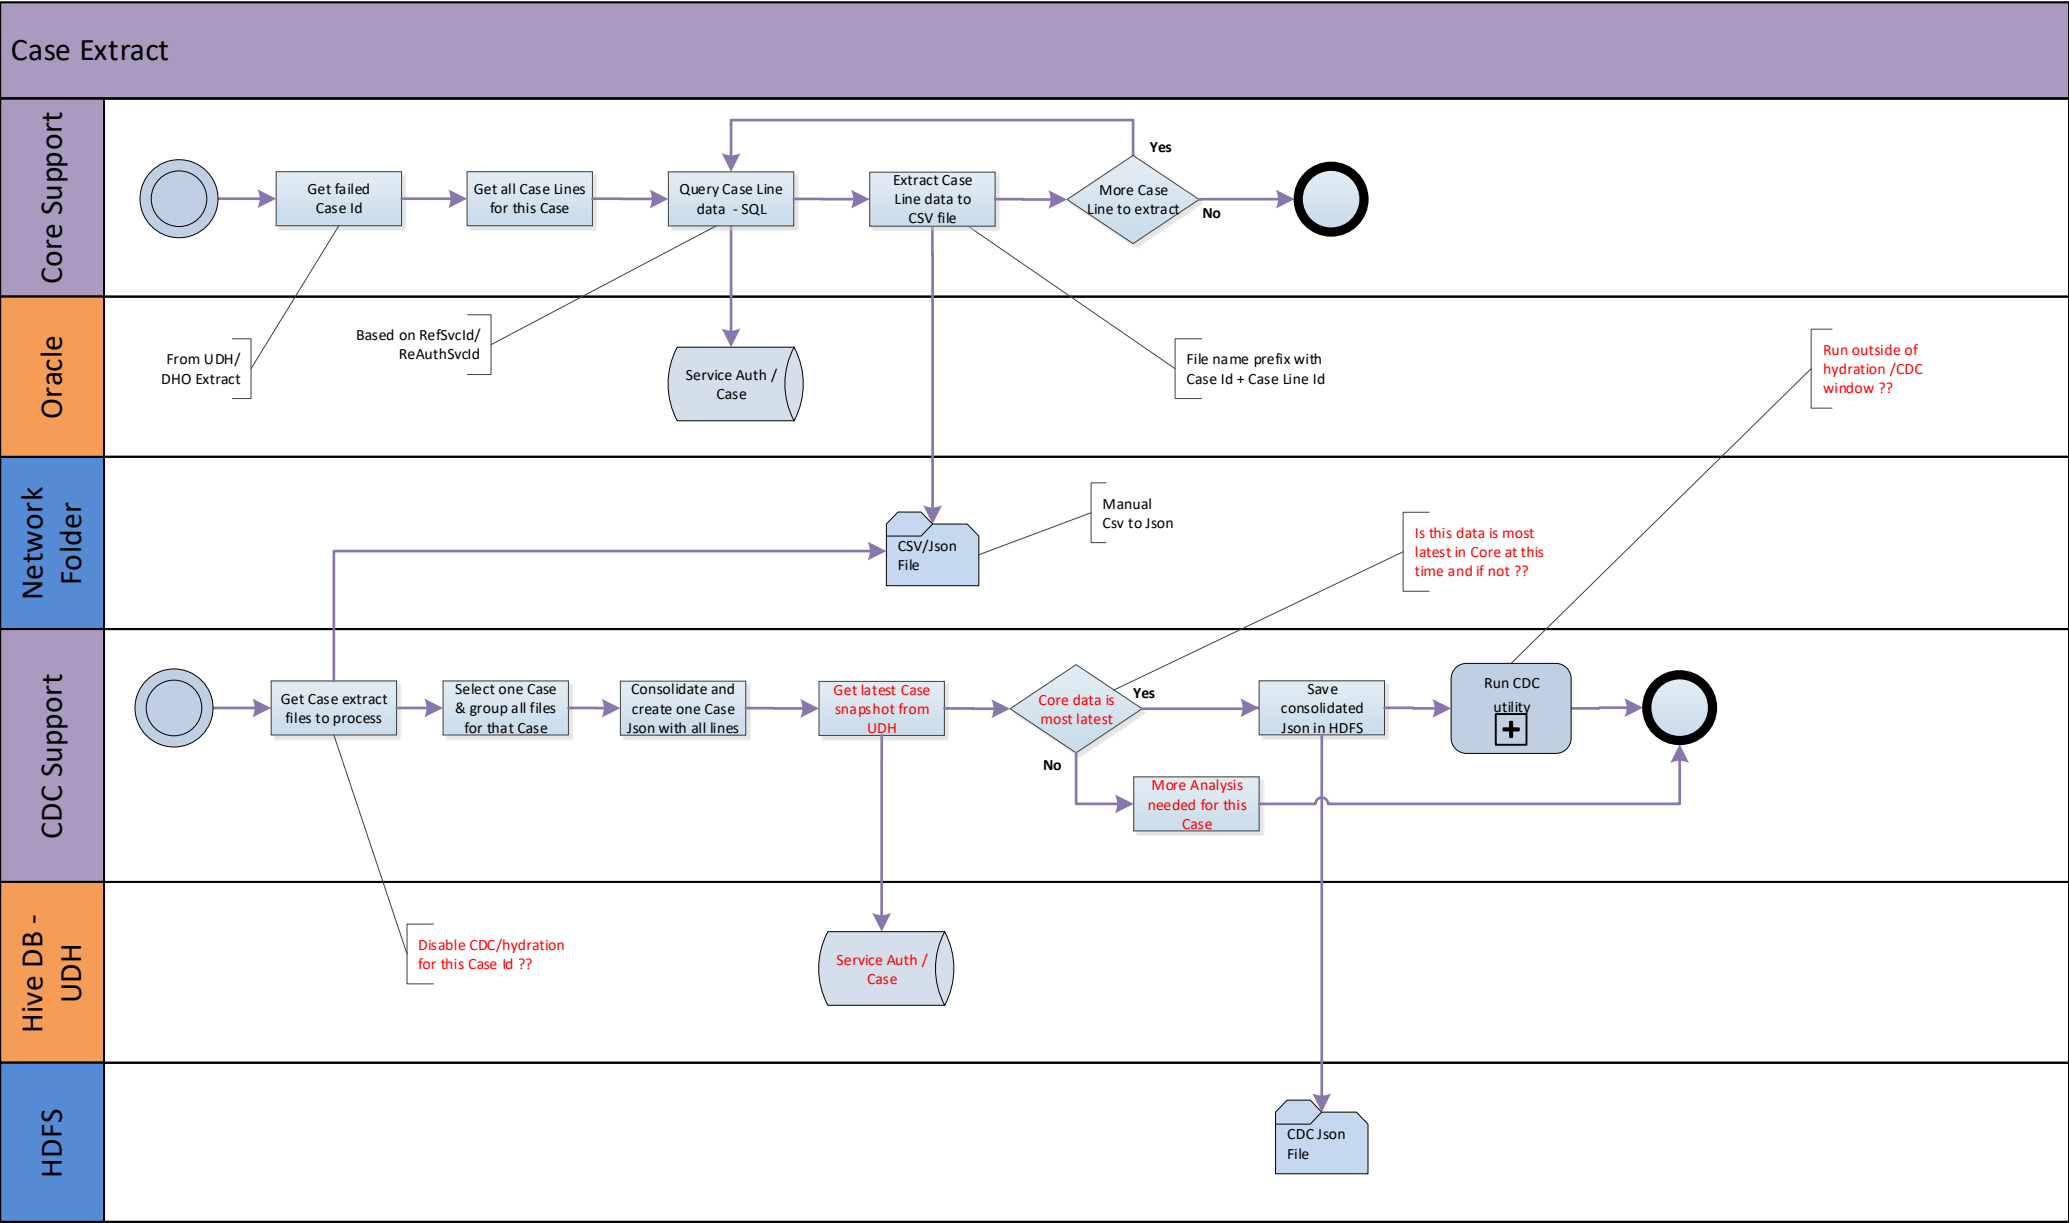 Case Extract
Core Support
Get failed
Case Id
Get all Case Lines
for this Case
Query Case Line
data  - SQL
Extract Case
Line data to
CSV file
More Case
Line to extract
Yes
No
Oracle
From UDH/
DHO Extract
Based on RefSvcId/
ReAuthSvcId
Service Auth /
Case
File name prefix with
Case Id + Case Line Id
Run outside of
hydration /CDC
window ??
Network
Folder
CSV/Json
File
Manual
Csv to Json
Is this data is most
latest in Core at this
time and if not ??
CDC Support
Get Case extract
files to process
Select one Case
& group all files
for that Case
Consolidate and
create one Case
Json with all lines
Get latest Case
snapshot from
UDH
Core data is
most latest
Yes
No
Save
consolidated
Json in HDFS
Run CDC
utility
More Analysis
needed for this
Case
Hive DB -
UDH
Disable CDC/hydration
for this Case Id ??
Service Auth /
Case
HDFS
CDC Json
File